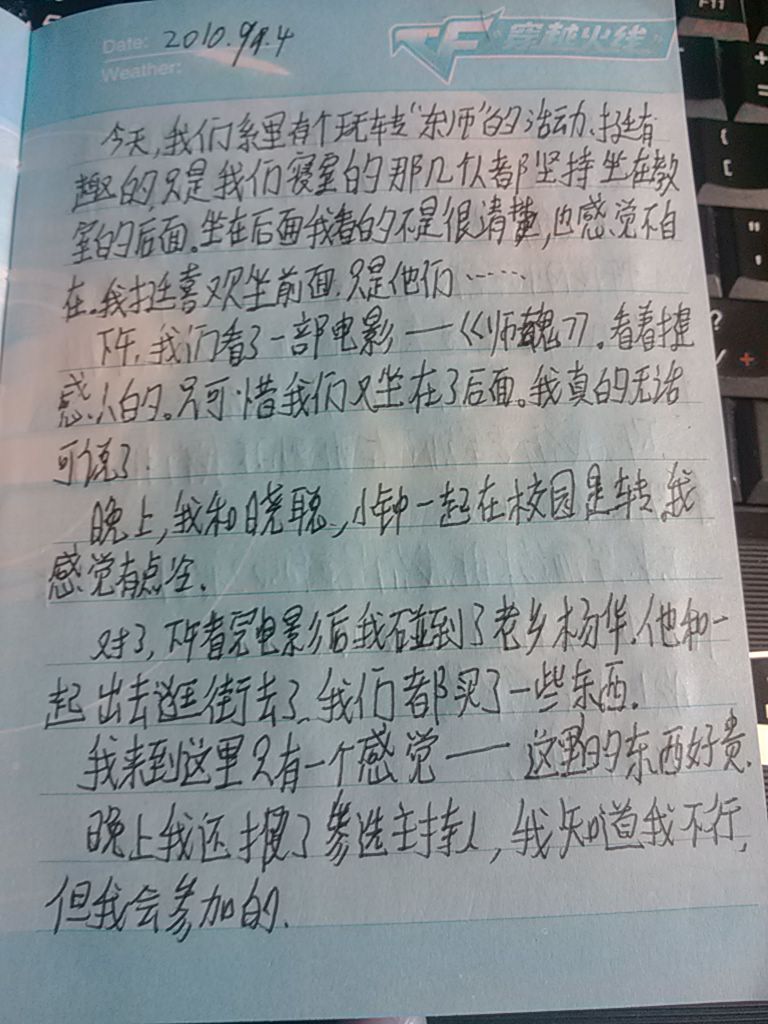 Date: 2010.9.4
CF 穿越火线
Weather:
今天,我们系里有个玩转“东师”的活动.挺有
趣的,只是我们寝室的那几个人都坚持坐在教
室的后面。坐在后面我看的不是很清楚,也感觉不自
在。我挺喜欢坐前面,只是他们……
下午,我们看了一部电影——《师魂》。看着挺
感人的。只可惜我们又坐在了后面。我真的无话
可说了.
晚上,我和晓聪,小钟一起在校园里转.我
感觉有点冷.
对了,下午看完电影后我碰到了老乡杨华.他和一
起出去逛街去了.我们都买了一些东西.
我来到这里只有一个感觉——这里的东西好贵.
晚上我还报了参选主持人,我知道我不行,
但我会参加的.
F11